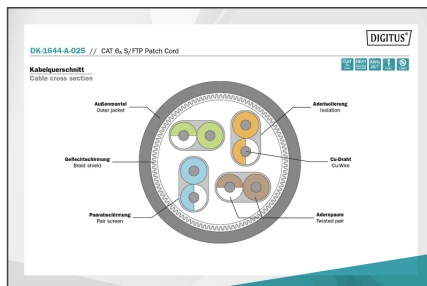 DIGITUS®
DK-1644-A-025 // CAT 6A S/FTP Patch Cord
Kabelquerschnitt
Cable cross section
Außenmantel
Outer jacket
Aderisolierung
Isolation
Geflechtschirmung
Braid shield
Cu-Draht
Cu-Wire
Paarabschirmung
Pair screen
Adernpaare
Twisted pair